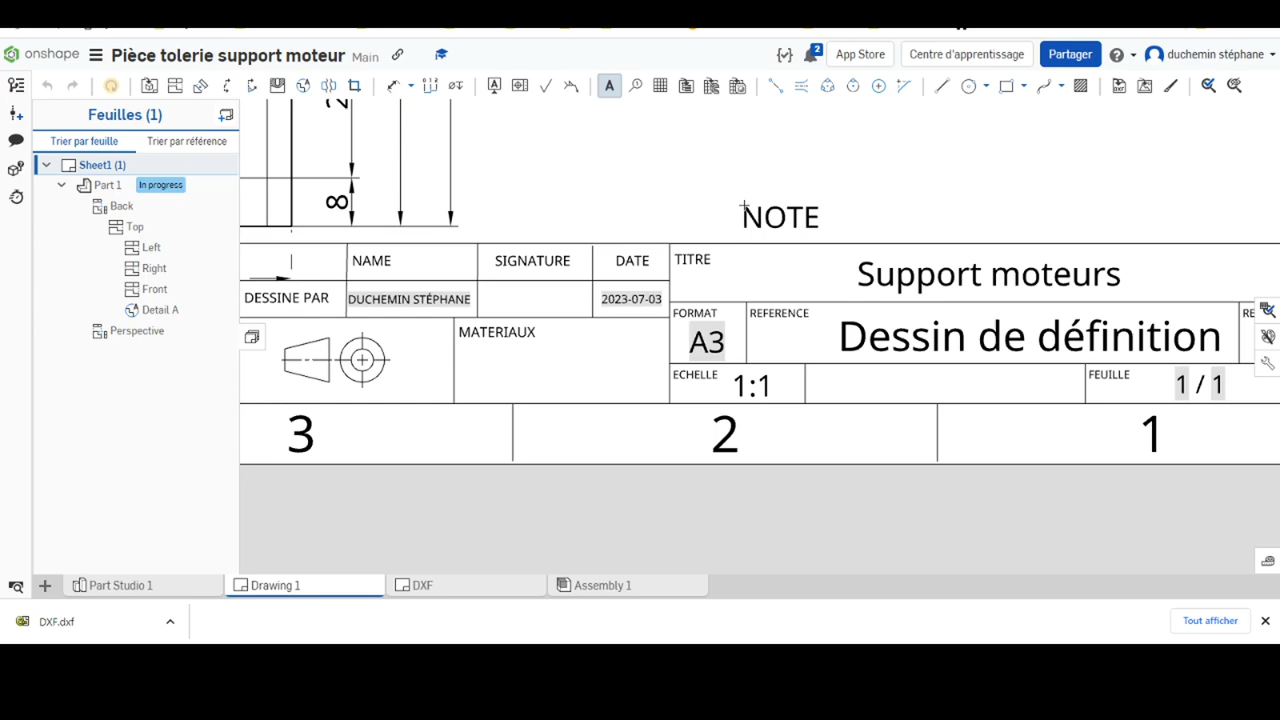 onshape
Pièce tolerie support moteur Main
2
App Store
Centre d'apprentissage
Partager
duchemin stéphane
Feuilles (1)
Trier par feuille
Trier par référence
Sheet1 (1)
Part 1 In progress
Back
Top
Left
Right
Front
Detail A
Perspective
8
NOTE
NAME SIGNATURE DATE
DESSINE PAR DUCHEMIN STÉPHANE 2023-07-03
MATERIAUX
TITRE
Support moteurs
FORMAT
A3
REFERENCE
Dessin de définition
RE
ECHELLE 1:1
FEUILLE 1 / 1
3 2 1
Part Studio 1
Drawing 1
DXF
Assembly 1
DXF.dxf
Tout afficher